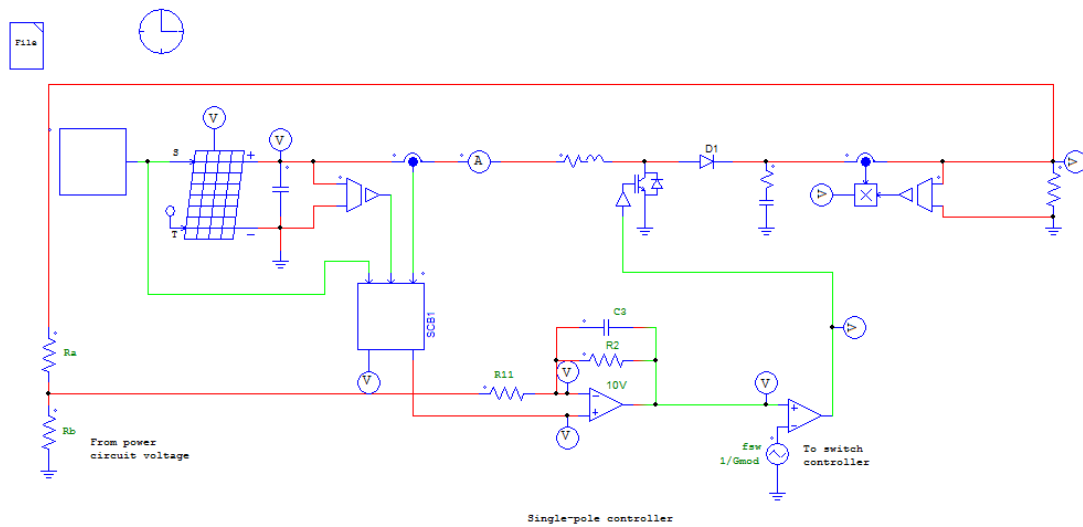 File
V
V
S
+
T
−
A
D1
V
V
SCB1
V
C3
R2
V
R11
10V
−
+
V
V
+
−
V
Ra
Rb
From power
circuit voltage
fsw
1/Gmod
To switch
controller
Single-pole controller